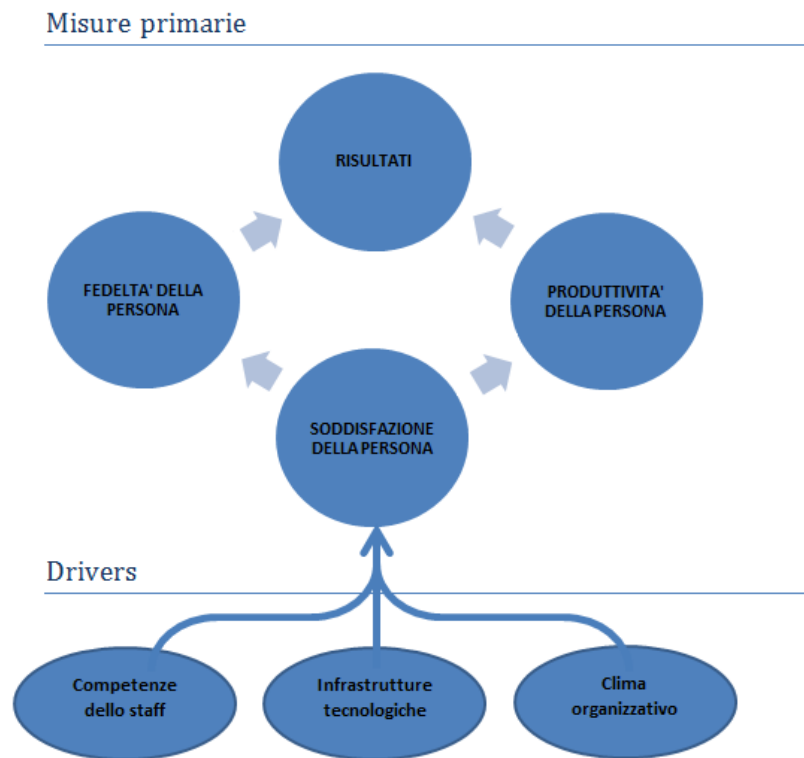 Misure primarie
RISULTATI
FEDELTA' DELLA
PERSONA
PRODUTTIVITA'
DELLA PERSONA
SODDISFAZIONE
DELLA PERSONA
Drivers
Competenze
dello staff
Infrastrutture
tecnologiche
Clima
organizzativo